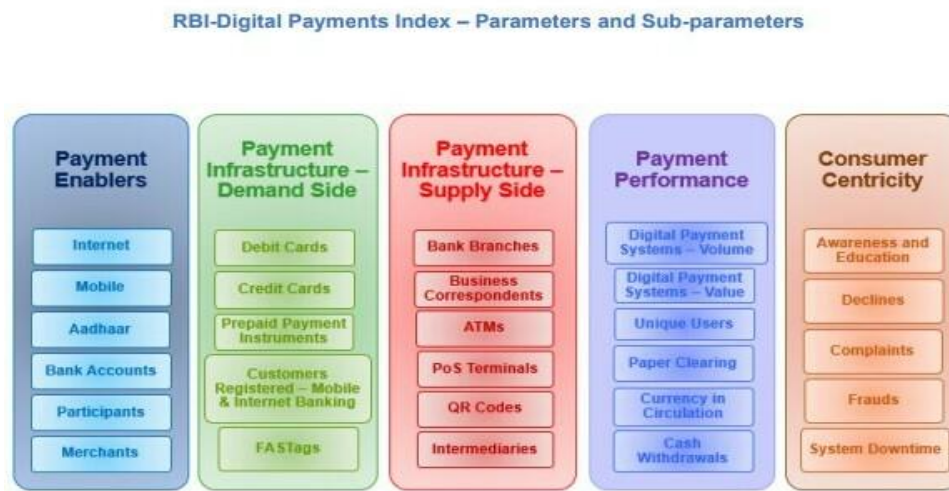 RBI-Digital Payments Index – Parameters and Sub-parameters
Payment
Enablers
Internet
Mobile
Aadhaar
Bank Accounts
Participants
Merchants
Payment
Infrastructure –
Demand Side
Debit Cards
Credit Cards
Prepaid Payment
Instruments
Customers
Registered – Mobile
& Internet Banking
FASTags
Payment
Infrastructure –
Supply Side
Bank Branches
Business
Correspondents
ATMs
PoS Terminals
QR Codes
Intermediaries
Payment
Performance
Digital Payment
Systems – Volume
Digital Payment
Systems – Value
Unique Users
Paper Clearing
Currency in
Circulation
Cash
Withdrawals
Consumer
Centricity
Awareness and
Education
Declines
Complaints
Frauds
System Downtime